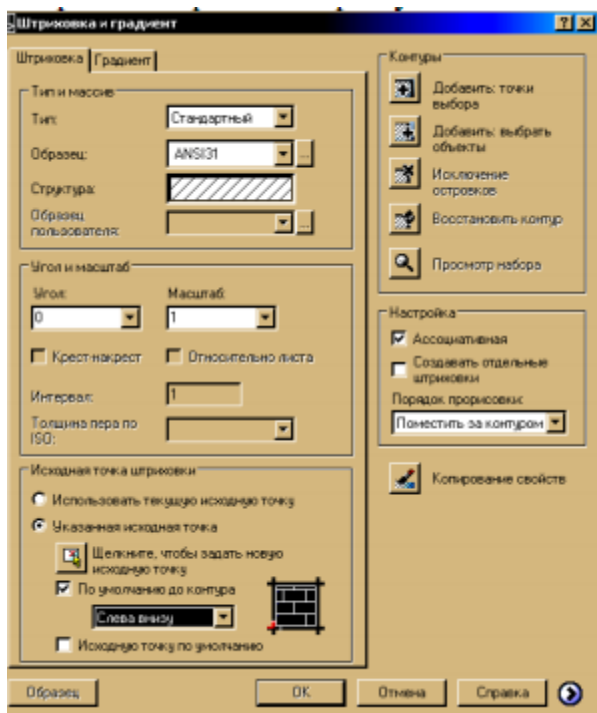 Штриховка и градиент
Штриховка Градиент
Тип и массив
Тип: Стандартный
Образец: ANSI31 ...
Структура:
Образец
пользователя: ...
Угол и масштаб
Угол: Масштаб:
0 1
Крест-накрест Относительно листа
Интервал: 1
Толщина пера по
ISO:
Исходная точка штриховки
Использовать текущую исходную точку
Указанная исходная точка
Щелкните, чтобы задать новую
исходную точку
По умолчанию до контура
Слева внизу
Исходную точку по умолчанию
Контуры
Добавить: точки
выбора
Добавить: выбрать
объекты
Исключение
островков
Восстановить контур
Просмотр набора
Настройка
Ассоциативная
Создавать отдельные
штриховки
Порядок прорисовки:
Поместить за контуром
Копирование свойств
Образец OK Отмена Справка